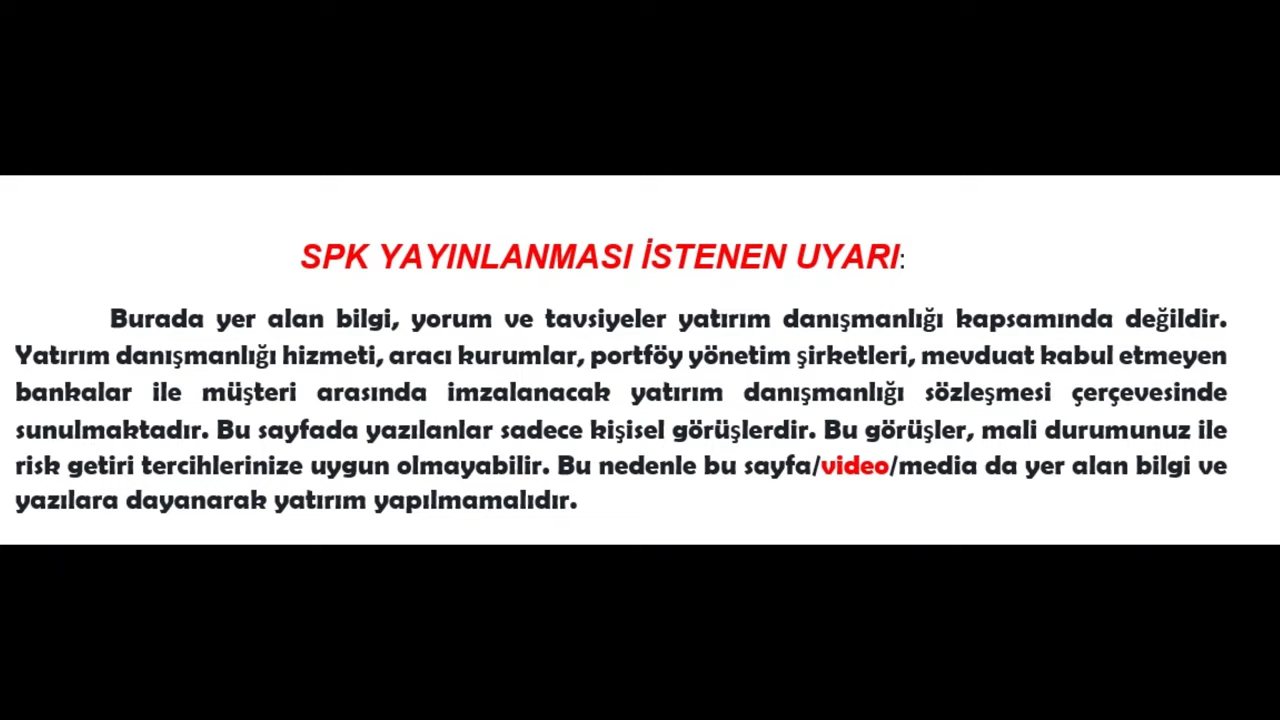 SPK YAYINLANMASI İSTENEN UYARI:
Burada yer alan bilgi, yorum ve tavsiyeler yatırım danışmanlığı kapsamında değildir.
Yatırım danışmanlığı hizmeti, aracı kurumlar, portföy yönetim şirketleri, mevduat kabul etmeyen
bankalar ile müşteri arasında imzalanacak yatırım danışmanlığı sözleşmesi çerçevesinde
sunulmaktadır. Bu sayfada yazılanlar sadece kişisel görüşlerdir. Bu görüşler, mali durumunuz ile
risk getiri tercihlerinize uygun olmayabilir. Bu nedenle bu sayfa/video/media da yer alan bilgi ve
yazılara dayanarak yatırım yapılmamalıdır.